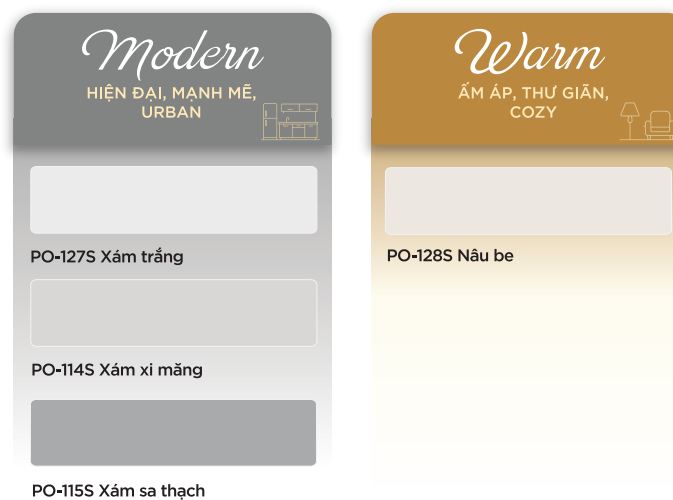 Modern
HIỆN ĐẠI, MẠNH MẼ,
URBAN
PO-127S Xám trắng
PO-114S Xám xi măng
PO-115S Xám sa thạch
Warm
ẤM ÁP, THƯ GIÃN,
COZY
PO-128S Nâu be